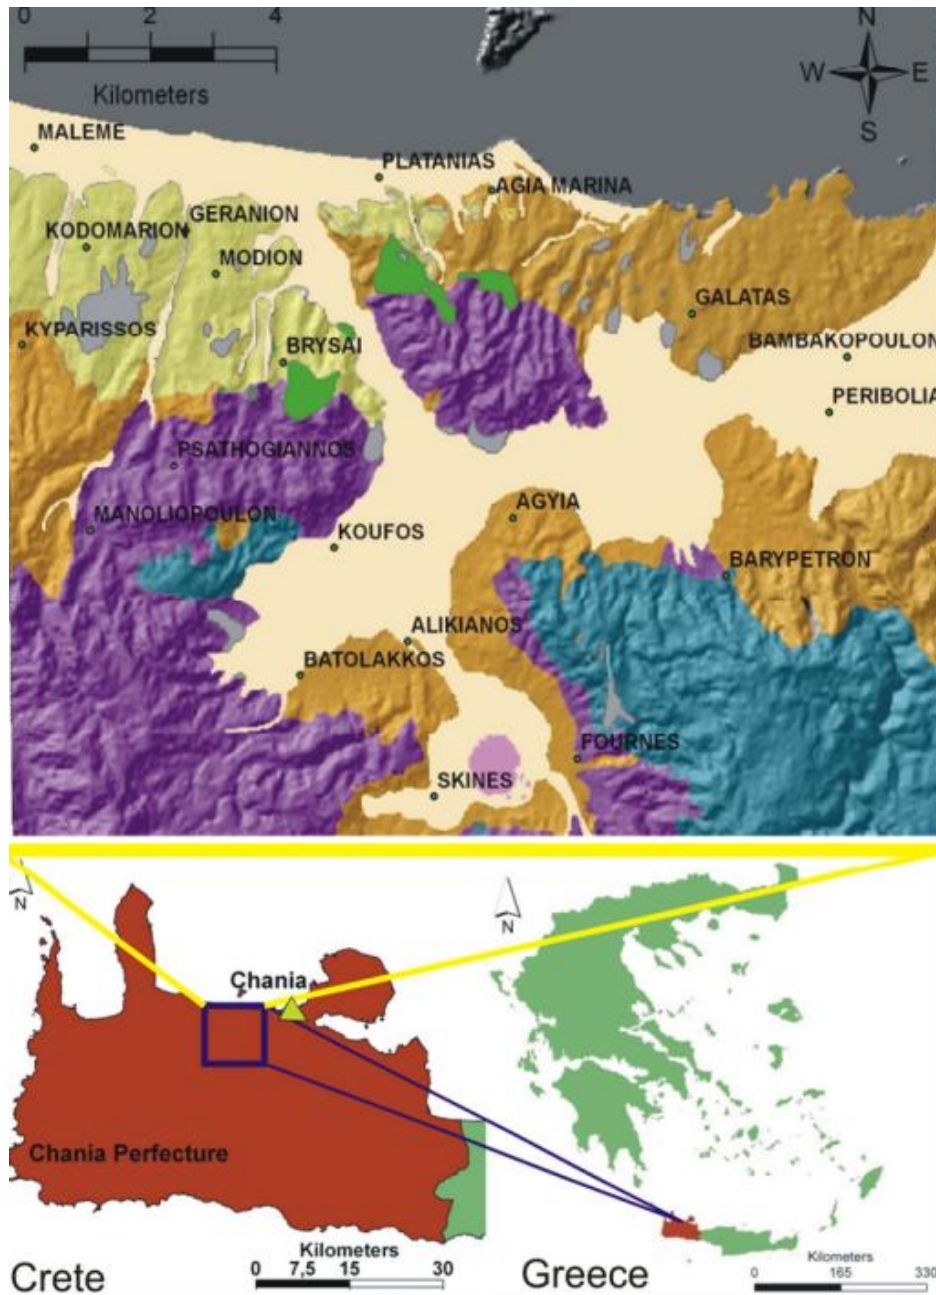 0 2 4
Kilometers
N
W E
S
MALEME
PLATANIAS
AGIA MARINA
GERANION
KODOMARION
MODION
GALATAS
KYPARISSOS
BRYSAI
BAMBAKOPOULON
PERIBOLIA
PSATHOGIANNOS
AGYIA
MANOLIOPOULON
KOUFOS
BARYPETRON
ALIKIANOS
BATOLAKKOS
FOURNES
SKINES
N
N
Chania
Chania Perfecture
Kilometers
0 7,5 15 30
Crete
Greece
Kilometers
0 165 330